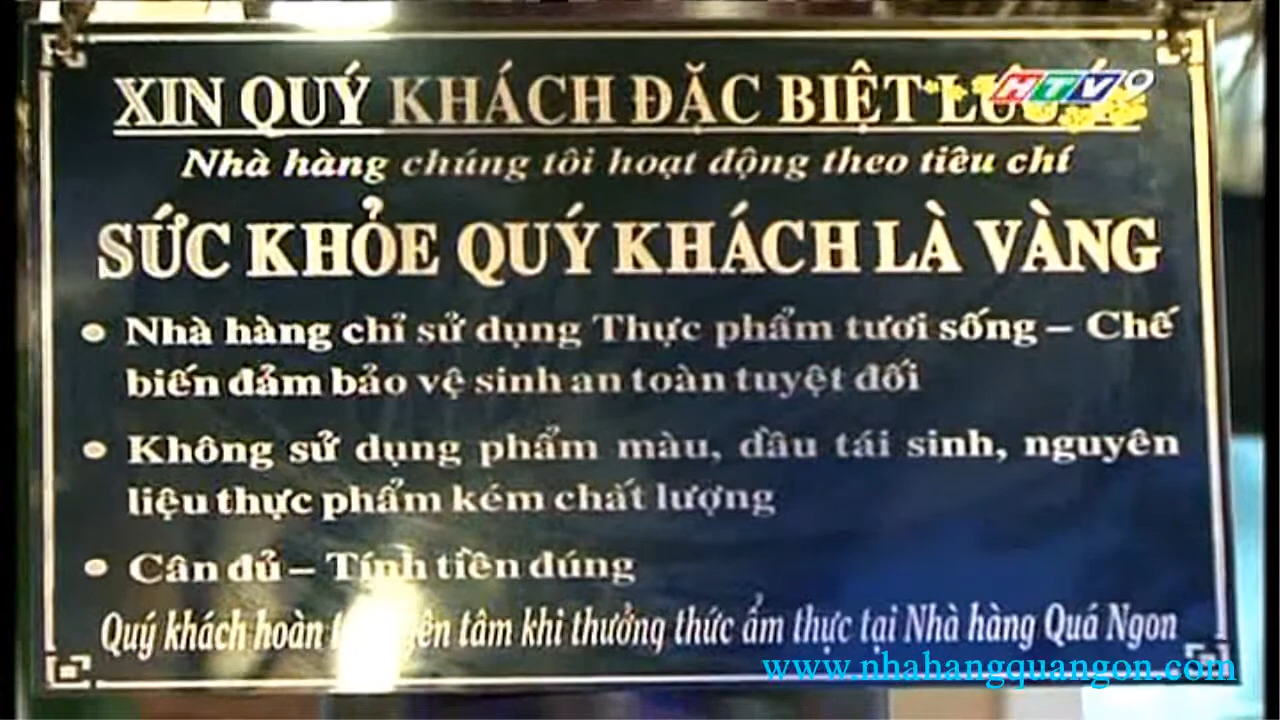 XIN QUÝ KHÁCH ĐẶC BIỆT
HTV9
Nhà hàng chúng tôi hoạt động theo tiêu chí
SỨC KHỎE QUÝ KHÁCH LÀ VÀNG
• Nhà hàng chỉ sử dụng Thực phẩm tươi sống – Chế
biến đảm bảo vệ sinh an toàn tuyệt đối
• Không sử dụng phẩm màu, dầu tái sinh, nguyên
liệu thực phẩm kém chất lượng
• Cân đủ – Tính tiền đúng
Quý khách hoàn yên tâm khi thưởng thức ẩm thực tại Nhà hàng Quá Ngon
www.nhahangquangon.com